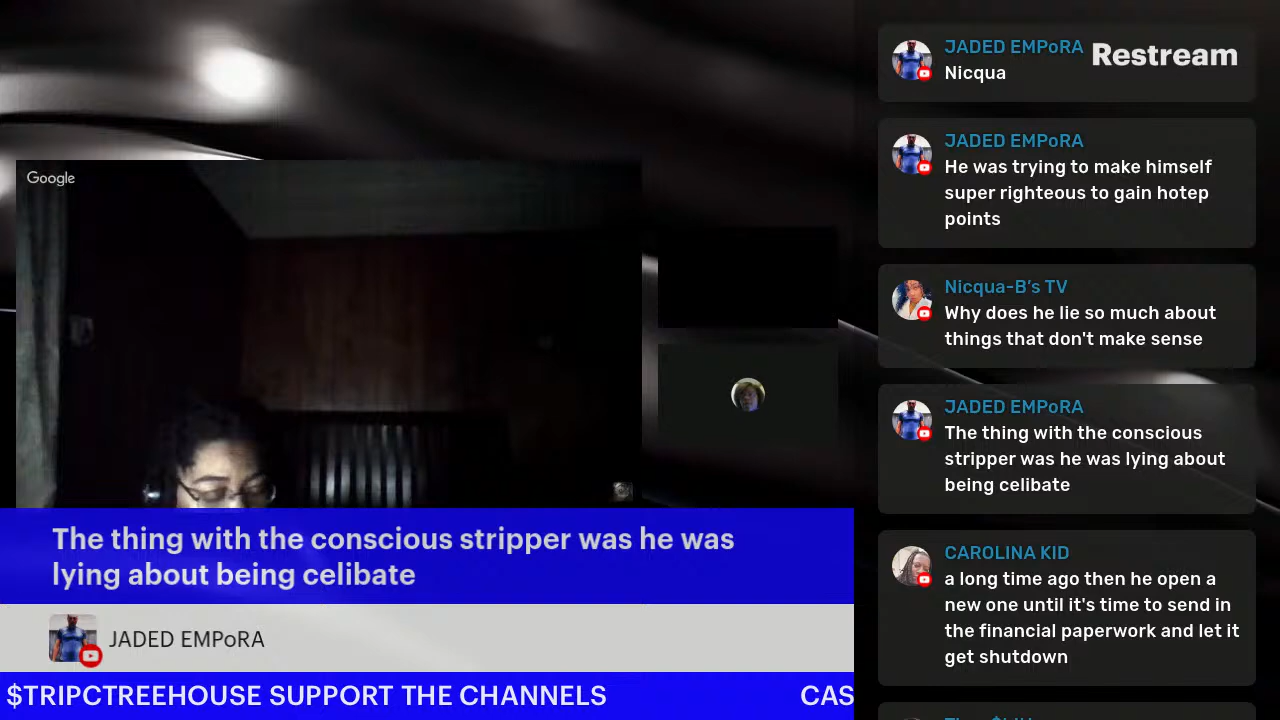 Google
The thing with the conscious stripper was he was
lying about being celibate
JADED EMPoRA
$TRIPCTREEHOUSE SUPPORT THE CHANNELS
CAS
Restream
JADED EMPoRA
Nicqua
JADED EMPoRA
He was trying to make himself
super righteous to gain hotep
points
Nicqua-B's TV
Why does he lie so much about
things that don't make sense
JADED EMPoRA
The thing with the conscious
stripper was he was lying about
being celibate
CAROLINA KID
a long time ago then he open a
new one until it's time to send in
the financial paperwork and let it
get shutdown